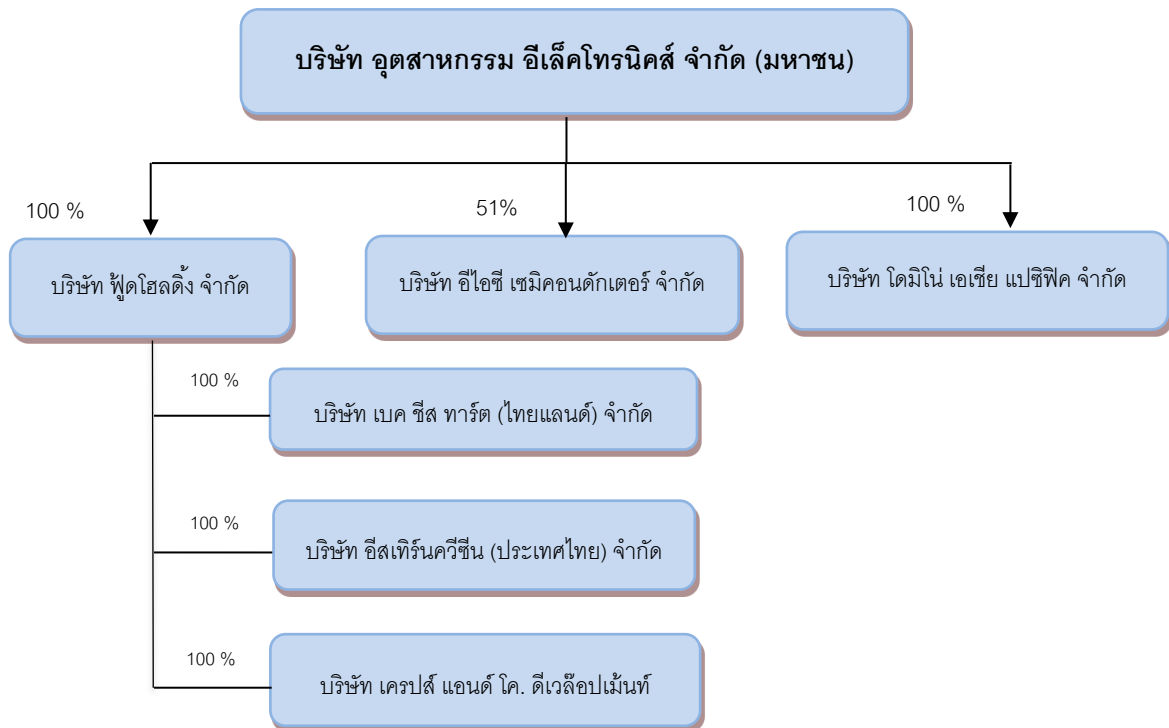 บริษัท อุตสาหกรรม อีเล็คโทรนิคส์ จำกัด (มหาชน)
100 %
51%
100 %
บริษัท ฟู้ดโฮลดิ้ง จำกัด
บริษัท อีไอซี เซมิคอนดักเตอร์ จำกัด
บริษัท โดมิโน่ เอเชีย แปซิฟิค จำกัด
100 %
บริษัท เบค ชีส ทาร์ต (ไทยแลนด์) จำกัด
100 %
บริษัท อีสเทิร์นควีซีน (ประเทศไทย) จำกัด
100 %
บริษัท เครปส์ แอนด์ โค. ดีเวล๊อปเม้นท์